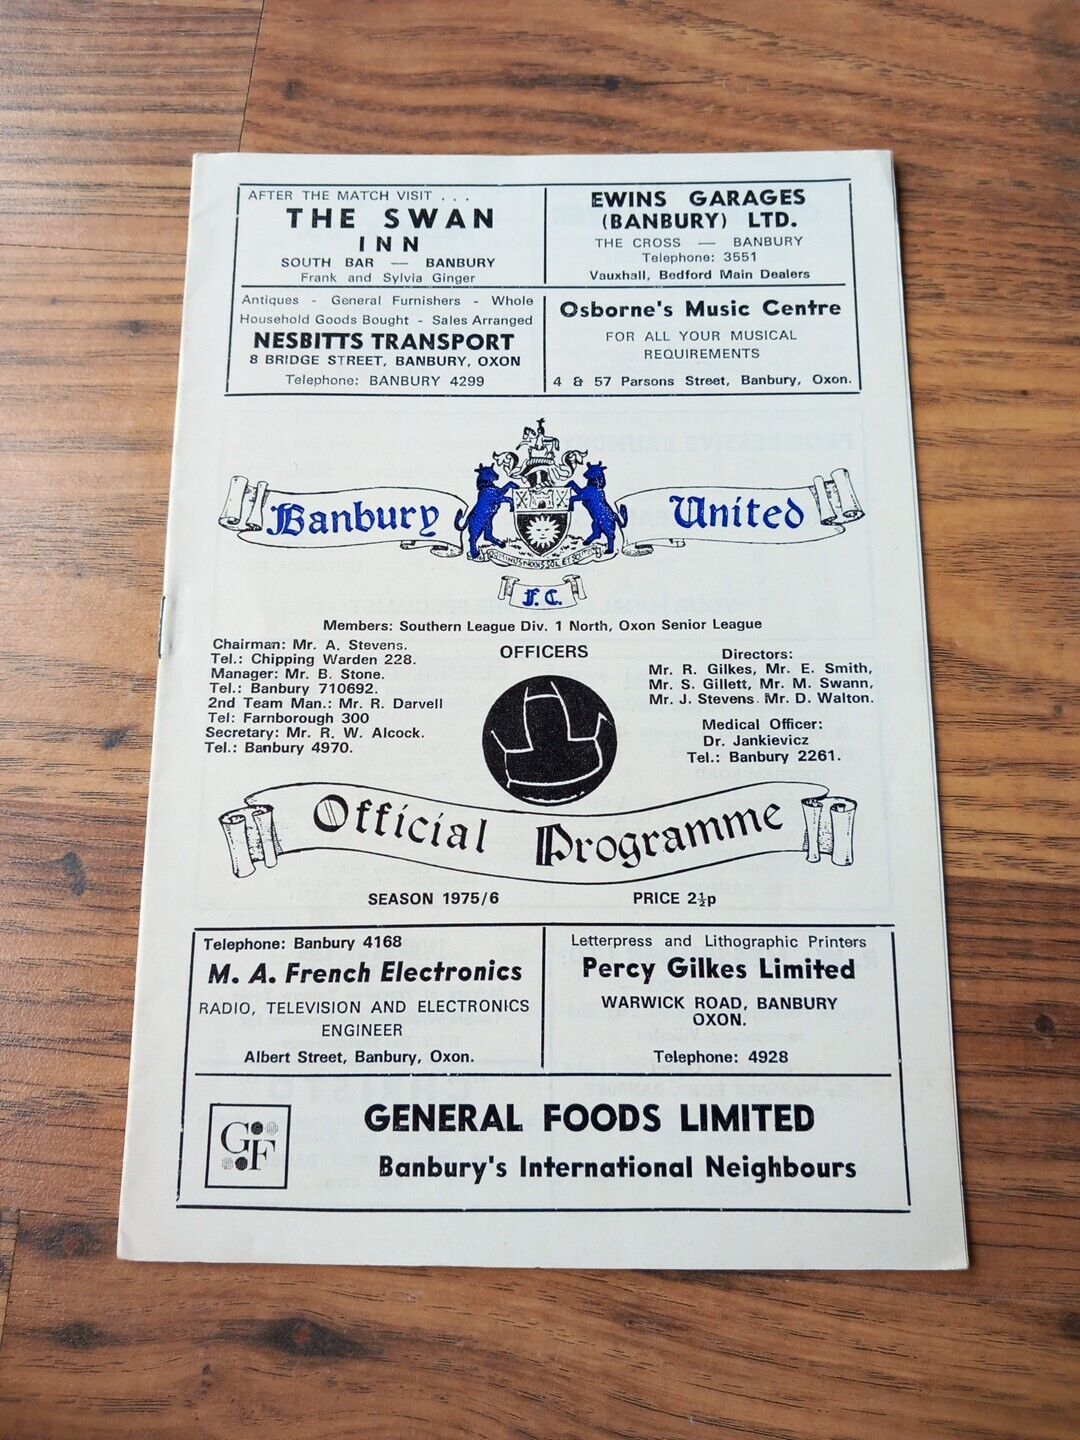 AFTER THE MATCH VISIT . . .
THE SWAN
INN
SOUTH BAR — BANBURY
Frank and Sylvia Ginger
EWINS GARAGES
(BANBURY) LTD.
THE CROSS — BANBURY
Telephone: 3551
Vauxhall, Bedford Main Dealers
Antiques - General Furnishers - Whole
Household Goods Bought - Sales Arranged
NESBITTS TRANSPORT
8 BRIDGE STREET, BANBURY, OXON
Telephone: BANBURY 4299
Osborne's Music Centre
FOR ALL YOUR MUSICAL
REQUIREMENTS
4 & 57 Parsons Street, Banbury, Oxon.
Banbury United
F.C.
Members: Southern League Div. 1 North, Oxon Senior League
OFFICERS
Chairman: Mr. A. Stevens.
Tel.: Chipping Warden 228.
Manager: Mr. B. Stone.
Tel.: Banbury 710692.
2nd Team Man.: Mr. R. Darvell
Tel: Farnborough 300
Secretary: Mr. R. W. Alcock.
Tel.: Banbury 4970.
Directors:
Mr. R. Gilkes, Mr. E. Smith,
Mr. S. Gillett, Mr. M. Swann,
Mr. J. Stevens Mr. D. Walton.
Medical Officer:
Dr. Jankievicz
Tel.: Banbury 2261.
Official Programme
SEASON 1975/6 PRICE 2½p
Telephone: Banbury 4168
M. A. French Electronics
RADIO, TELEVISION AND ELECTRONICS
ENGINEER
Albert Street, Banbury, Oxon.
Letterpress and Lithographic Printers
Percy Gilkes Limited
WARWICK ROAD, BANBURY
OXON.
Telephone: 4928
GF
GENERAL FOODS LIMITED
Banbury's International Neighbours